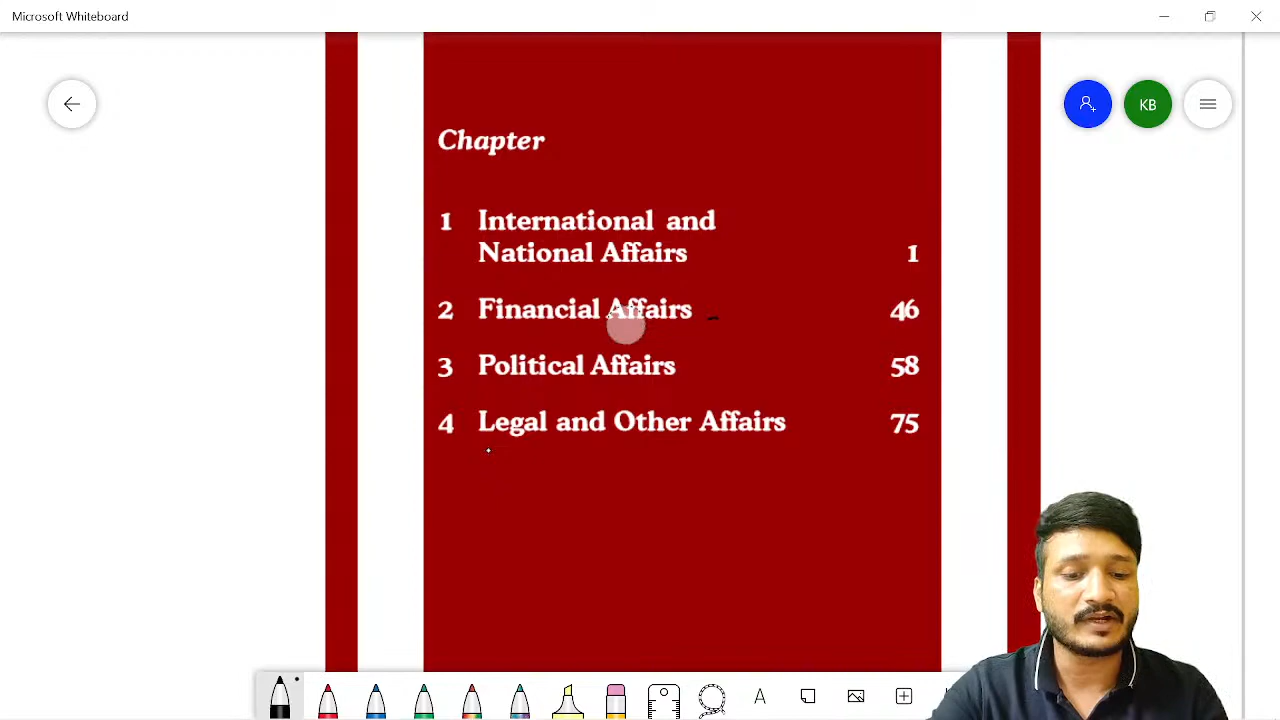 Microsoft Whiteboard
KB
Chapter
1 International and
National Affairs 1
2 Financial Affairs 46
3 Political Affairs 58
4 Legal and Other Affairs 75
A